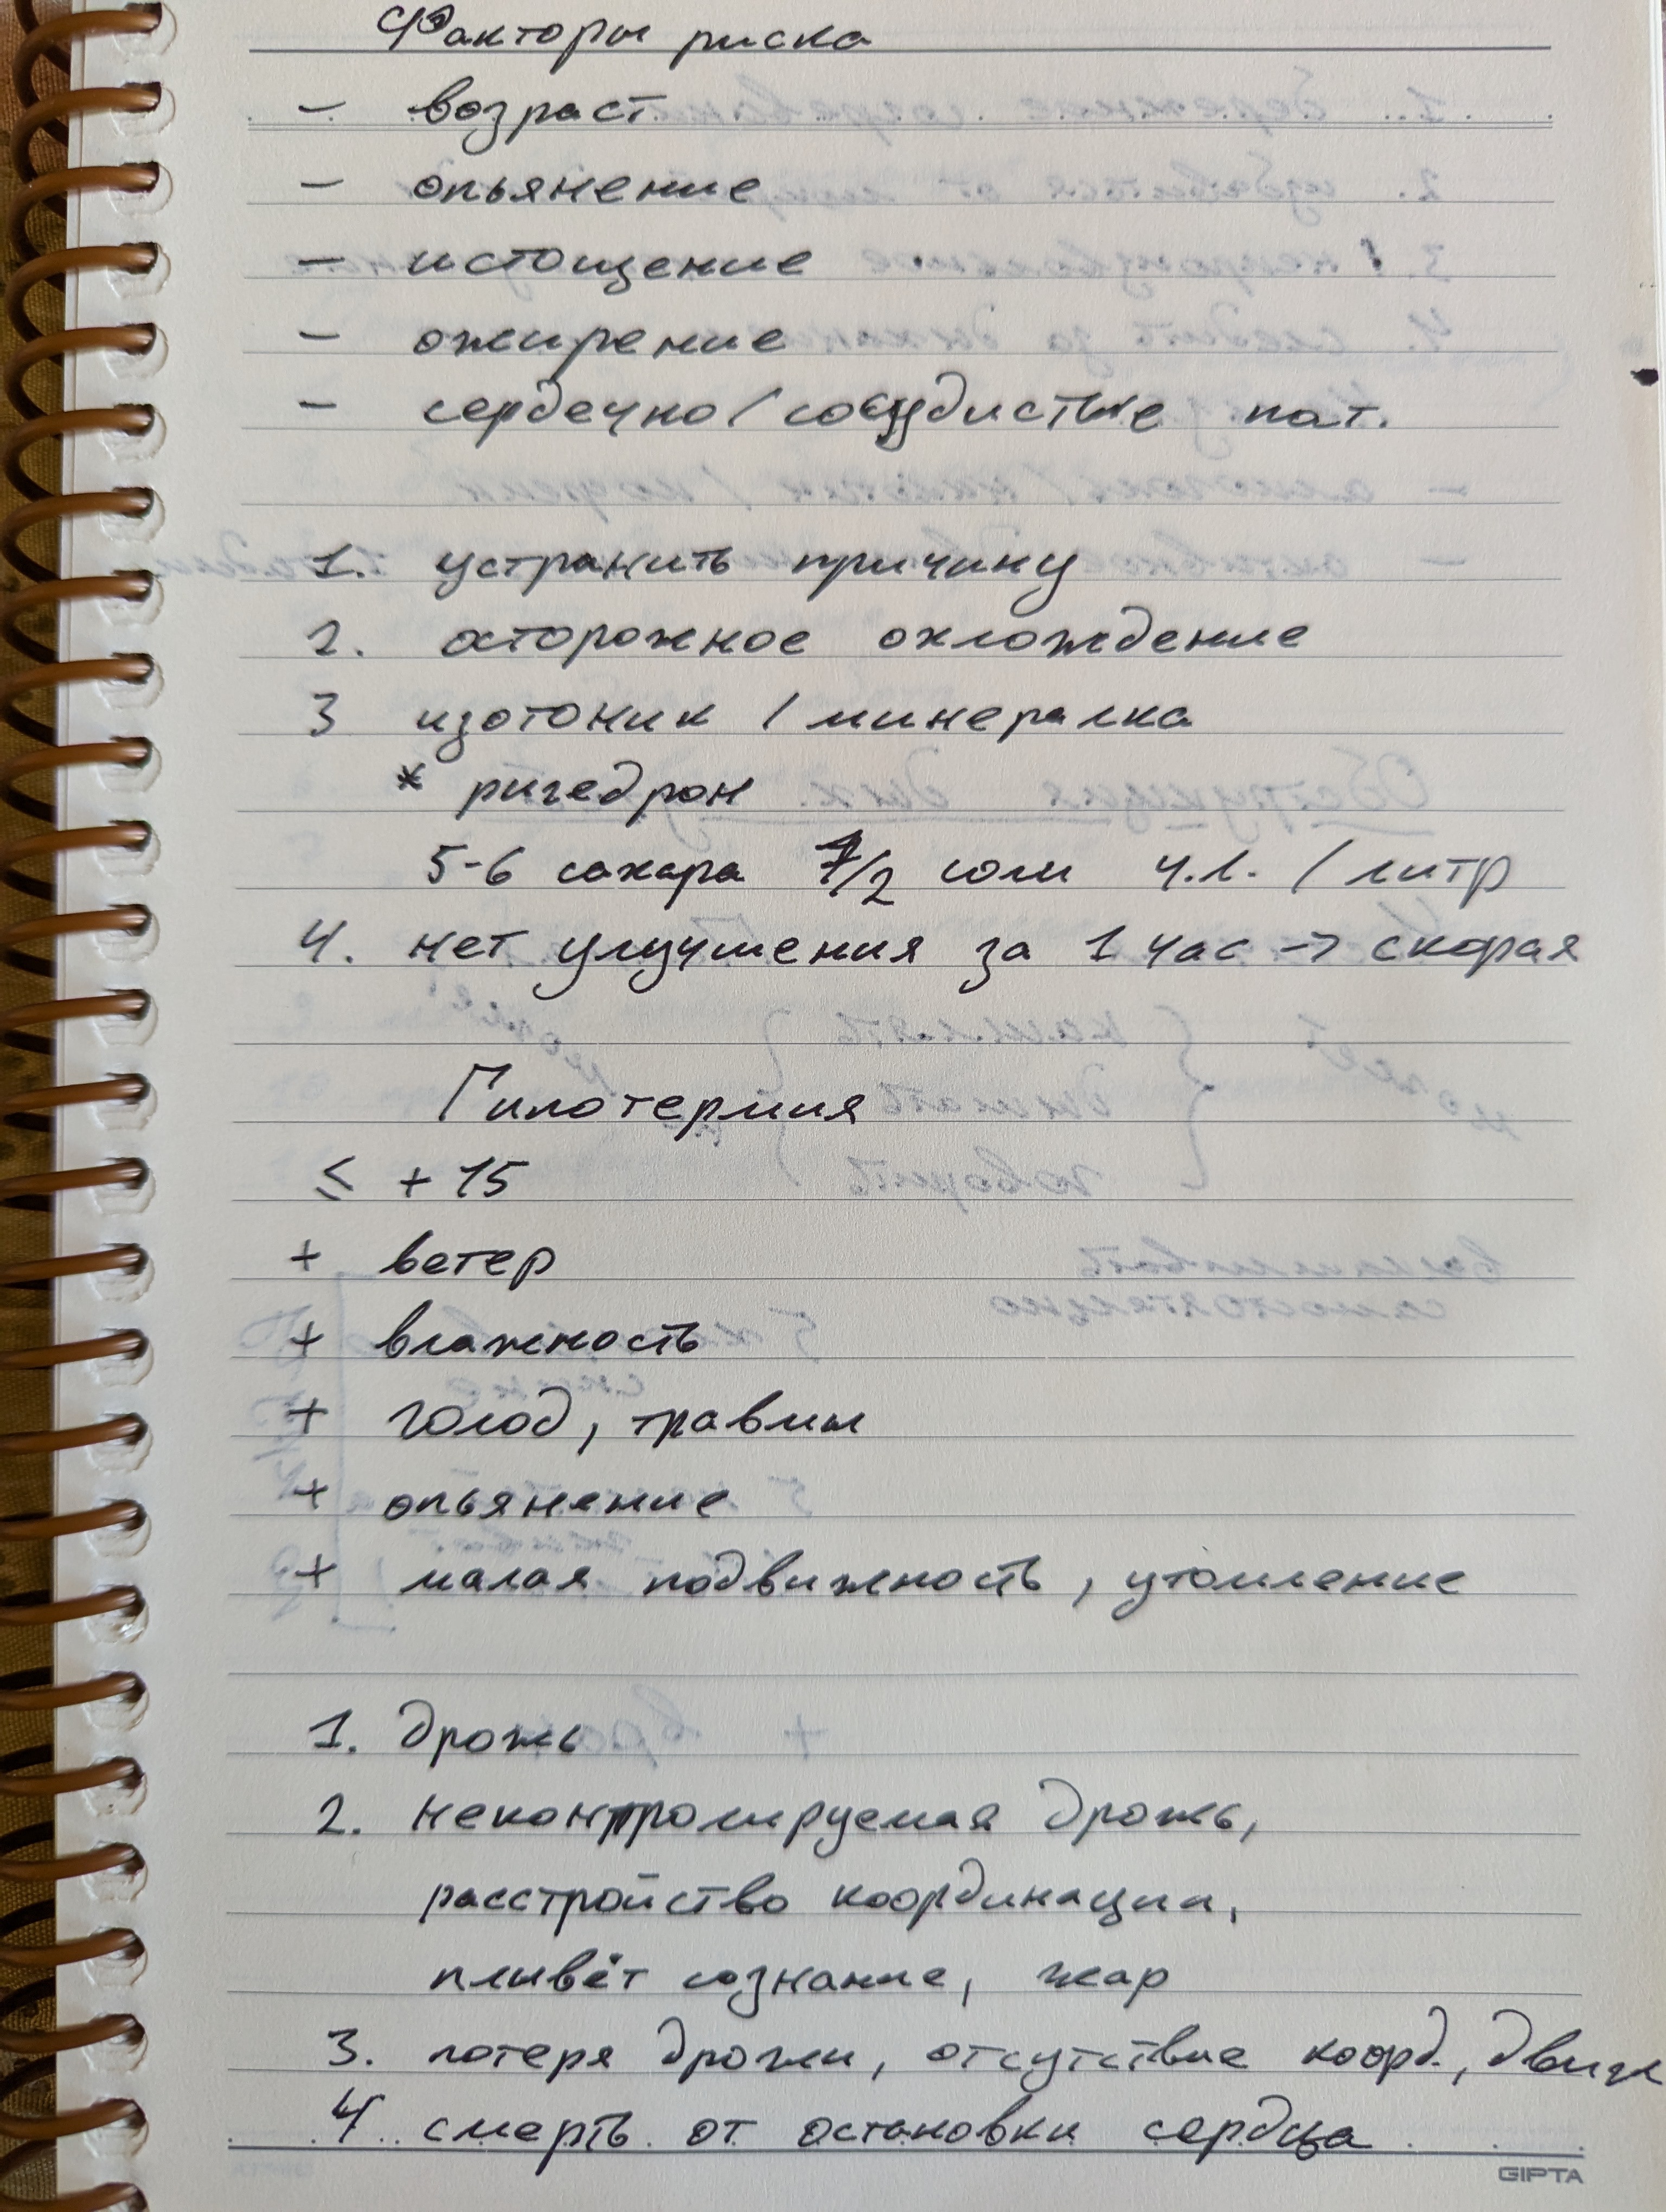 Факторы риска
- возраст
- опьянение
- истощение
- ожирение
- сердечно/сосудистые пат.
1. устранить причину
2. осторожное охлождение
3 изотоник / минералка
* ригедрон
5-6 сахара 1/2 соли ч.л. / литр
4. нет улучшения за 1 час → скорая
Гипотермия
≤ +15
+ ветер
+ влажность
+ голод, травмы
+ опьянение
+ малая подвижность, утомление
1. дрожь
2. неконтролируемая дрожь,
расстройство координации,
плывёт сознание, жар
3. потеря дрожи, отсутствие коорд., движ
4. смерть от остановки сердца
GIPTA